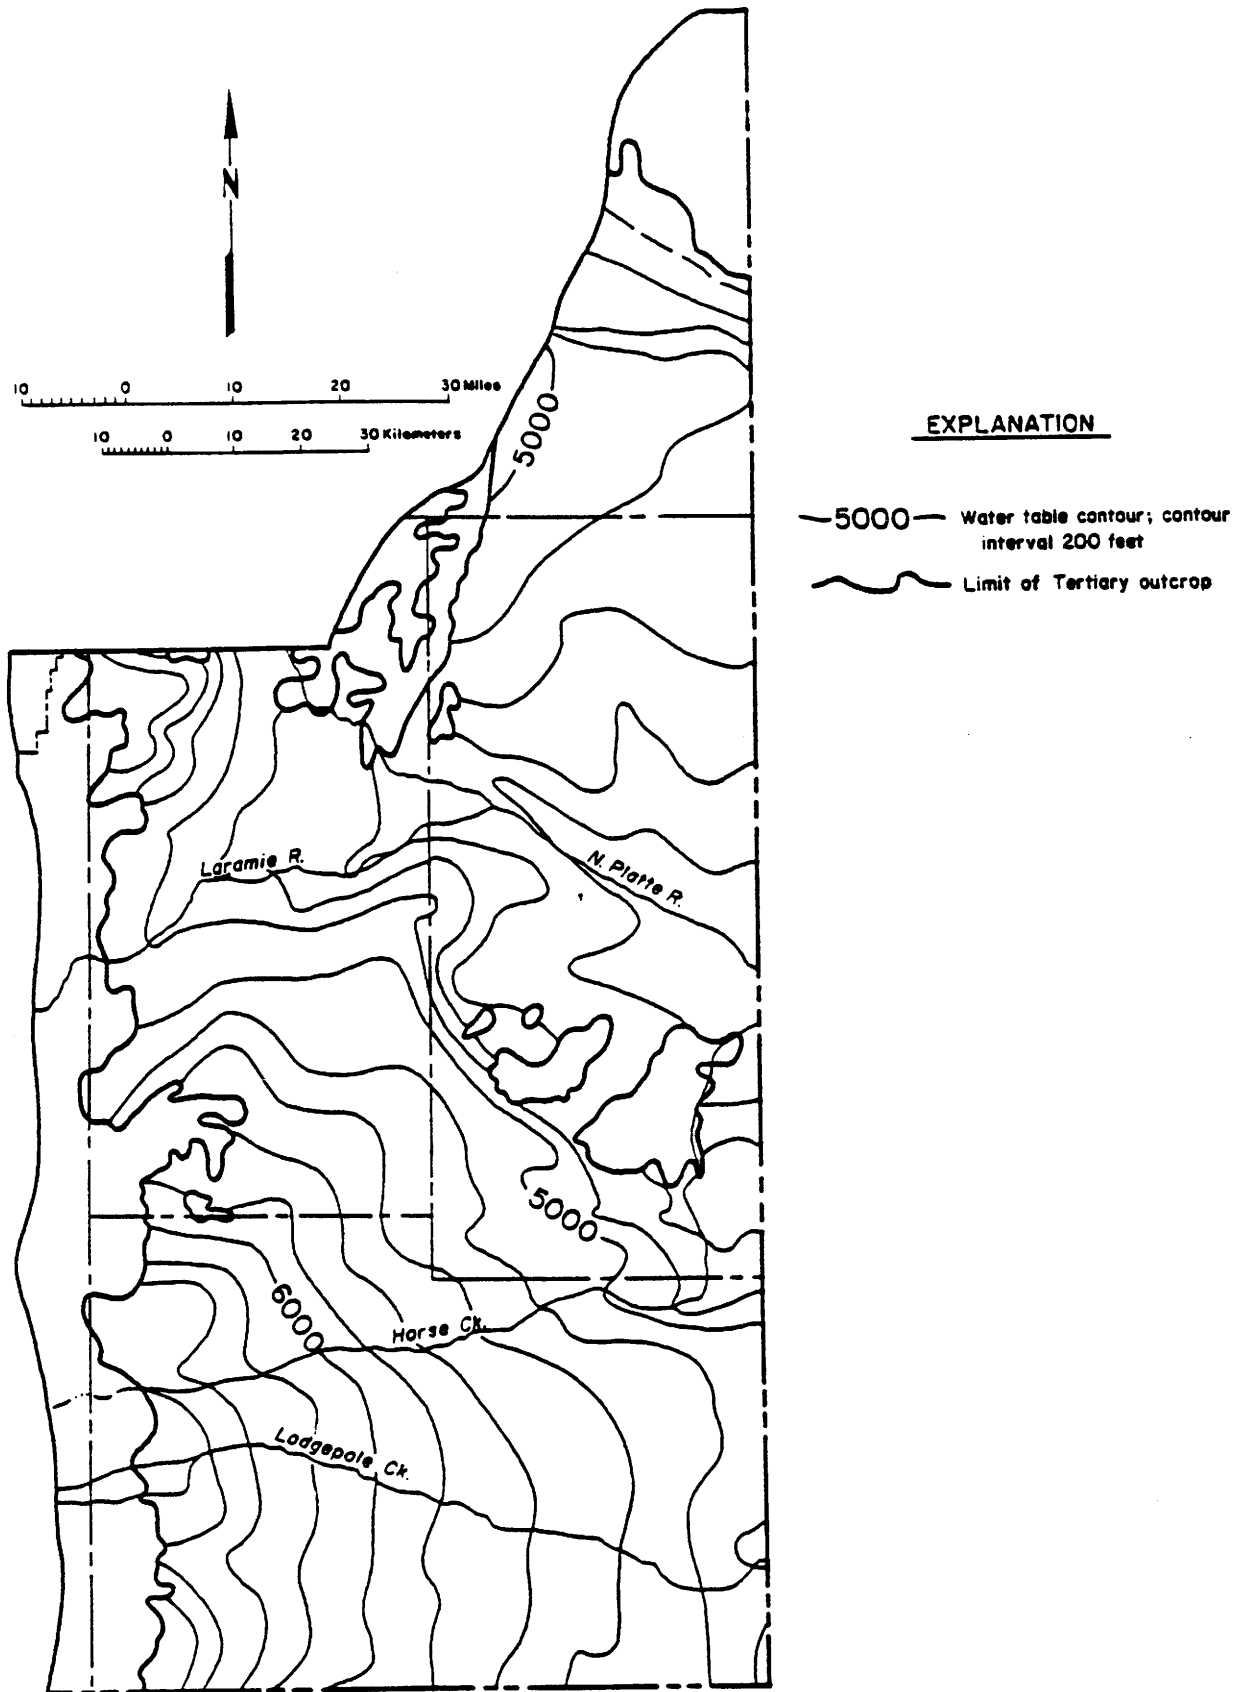 N
10 0 10 20 30 Miles
10 0 10 20 30 Kilometers
5000
EXPLANATION
5000 Water table contour; contour
interval 200 feet
Limit of Tertiary outcrop
Laramie R.
N. Platte R.
5000
6000
Horse Ck.
Lodgepole Ck.